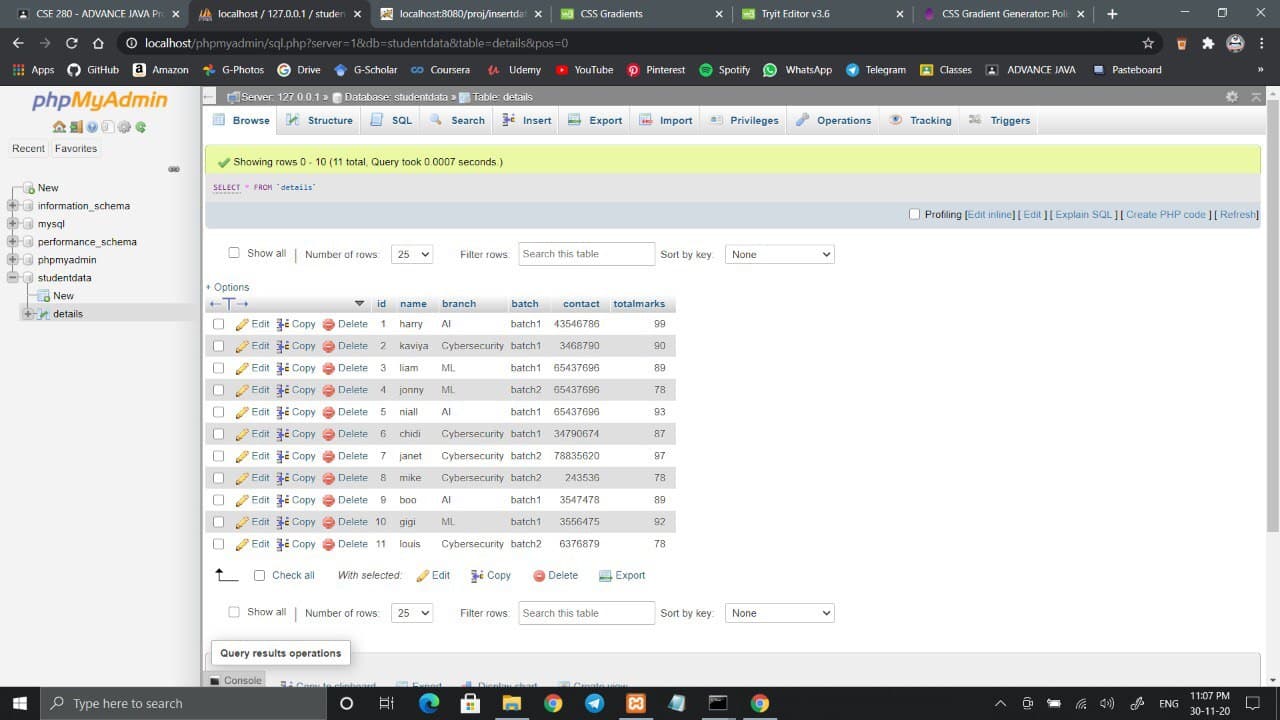 CSE 280 - ADVANCE JAVA Pro
localhost / 127.0.0.1 / studen
localhost:8080/proj/insertda
CSS Gradients
Tryit Editor v3.6
CSS Gradient Generator: Poli
localhost/phpmyadmin/sql.php?server=1&db=studentdata&table=details&pos=0
Apps GitHub Amazon G-Photos Drive G-Scholar Coursera Udemy YouTube Pinterest Spotify WhatsApp Telegram Classes ADVANCE JAVA Pasteboard »
phpMyAdmin
Recent Favorites
New
information_schema
mysql
performance_schema
phpmyadmin
studentdata
New
details
Server: 127.0.0.1 » Database: studentdata » Table: details
Browse Structure SQL Search Insert Export Import Privileges Operations Tracking Triggers
Showing rows 0 - 10 (11 total, Query took 0.0007 seconds.)
SELECT * FROM `details`
Profiling [Edit inline] [ Edit ] [ Explain SQL ] [ Create PHP code ] [ Refresh]
Show all | Number of rows: 25 Filter rows: Search this table Sort by key: None
+ Options
←T→ id name branch batch contact totalmarks
Edit Copy Delete 1 harry AI batch1 43546786 99
Edit Copy Delete 2 kaviya Cybersecurity batch1 3468790 90
Edit Copy Delete 3 liam ML batch1 65437696 89
Edit Copy Delete 4 jonny ML batch2 65437696 78
Edit Copy Delete 5 niall AI batch1 65437696 93
Edit Copy Delete 6 chidi Cybersecurity batch1 34790674 87
Edit Copy Delete 7 janet Cybersecurity batch2 78835620 97
Edit Copy Delete 8 mike Cybersecurity batch2 243536 78
Edit Copy Delete 9 boo AI batch1 3547478 89
Edit Copy Delete 10 gigi ML batch1 3556475 92
Edit Copy Delete 11 louis Cybersecurity batch2 6376879 78
Check all With selected: Edit Copy Delete Export
Show all | Number of rows: 25 Filter rows: Search this table Sort by key: None
Query results operations
Console
Copy to clipboard Export Display chart Create view
Type here to search
ENG
11:07 PM
30-11-20